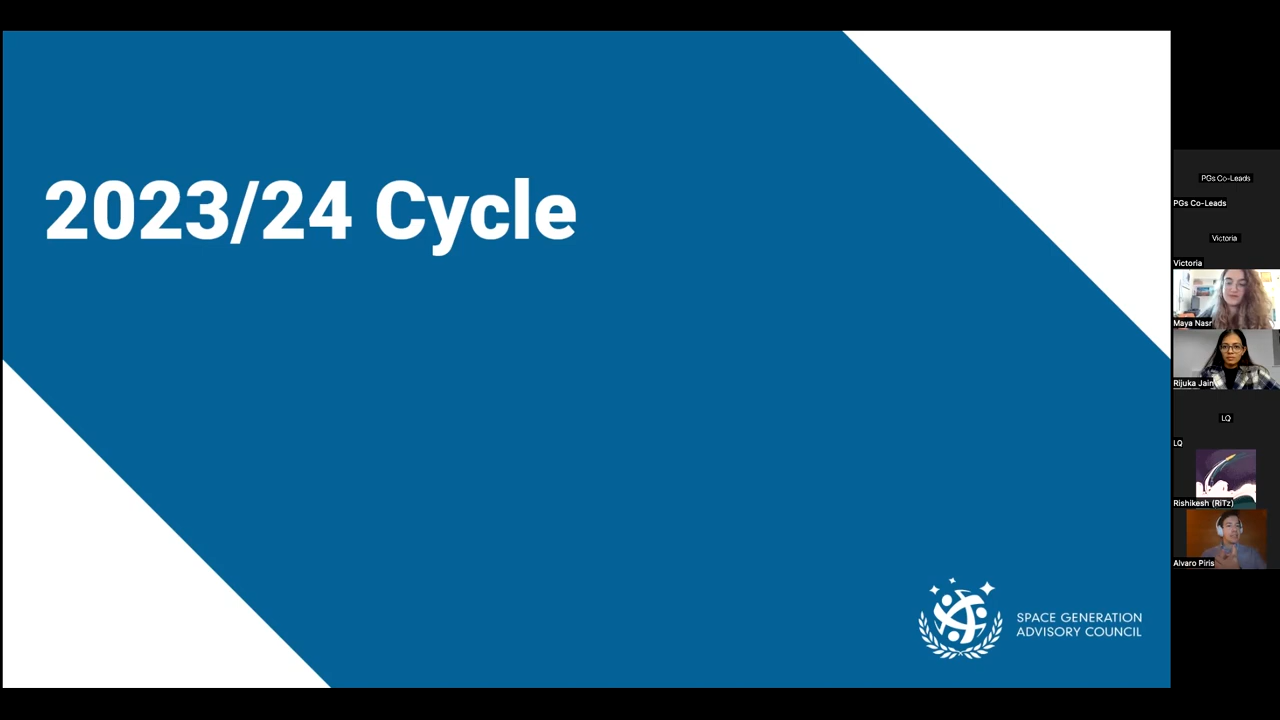 2023/24 Cycle
SPACE GENERATION
ADVISORY COUNCIL
PGs Co-Leads
PGs Co-Leads
Victoria
Victoria
Maya Nasr
Rijuka Jain
LQ
LQ
Rishikesh (RiTz)
Alvaro Piris